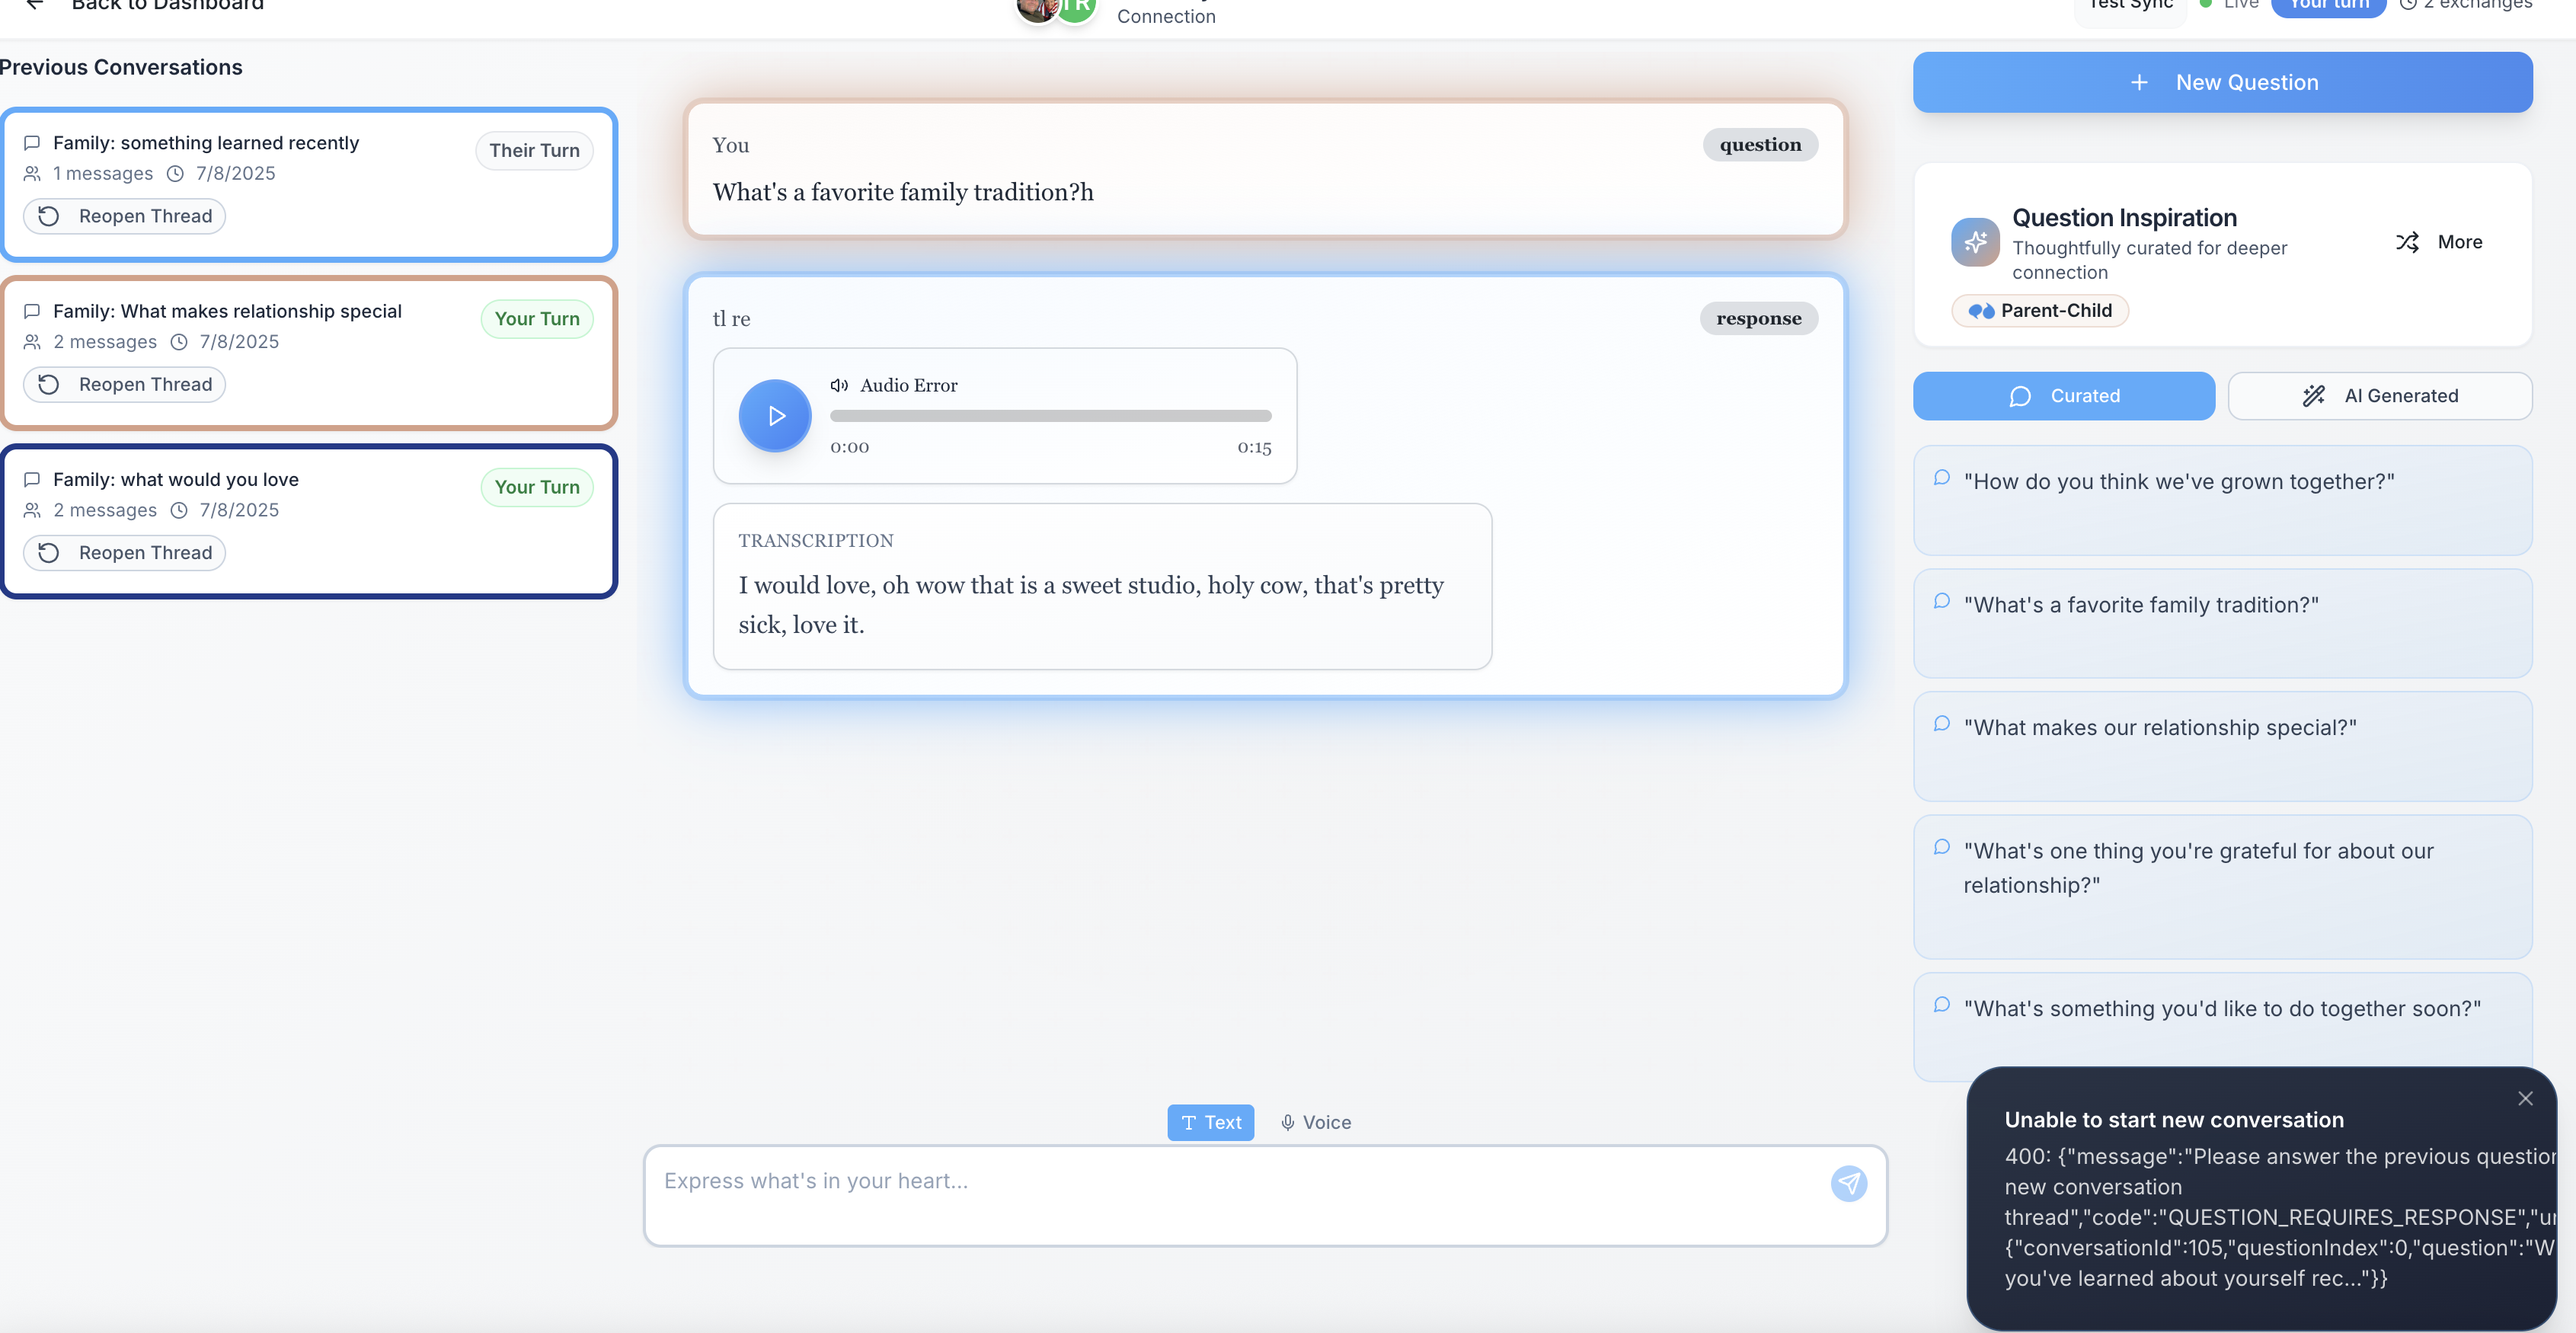 Back to Dashboard
Connection
Test Sync
Live
Your turn
2 exchanges
Previous Conversations
Family: something learned recently
Their Turn
1 messages 7/8/2025
Reopen Thread
Family: What makes relationship special
Your Turn
2 messages 7/8/2025
Reopen Thread
Family: what would you love
Your Turn
2 messages 7/8/2025
Reopen Thread
You
question
What's a favorite family tradition?h
tl re
response
Audio Error
0:00 0:15
TRANSCRIPTION
I would love, oh wow that is a sweet studio, holy cow, that's pretty
sick, love it.
Text Voice
Express what's in your heart...
+ New Question
Question Inspiration
Thoughtfully curated for deeper
connection
More
Parent-Child
Curated
AI Generated
"How do you think we've grown together?"
"What's a favorite family tradition?"
"What makes our relationship special?"
"What's one thing you're grateful for about our
relationship?"
"What's something you'd like to do together soon?"
Unable to start new conversation
400: {"message":"Please answer the previous question
new conversation
thread","code":"QUESTION_REQUIRES_RESPONSE","
{"conversationId":105,"questionIndex":0,"question":"W
you've learned about yourself rec..."}}